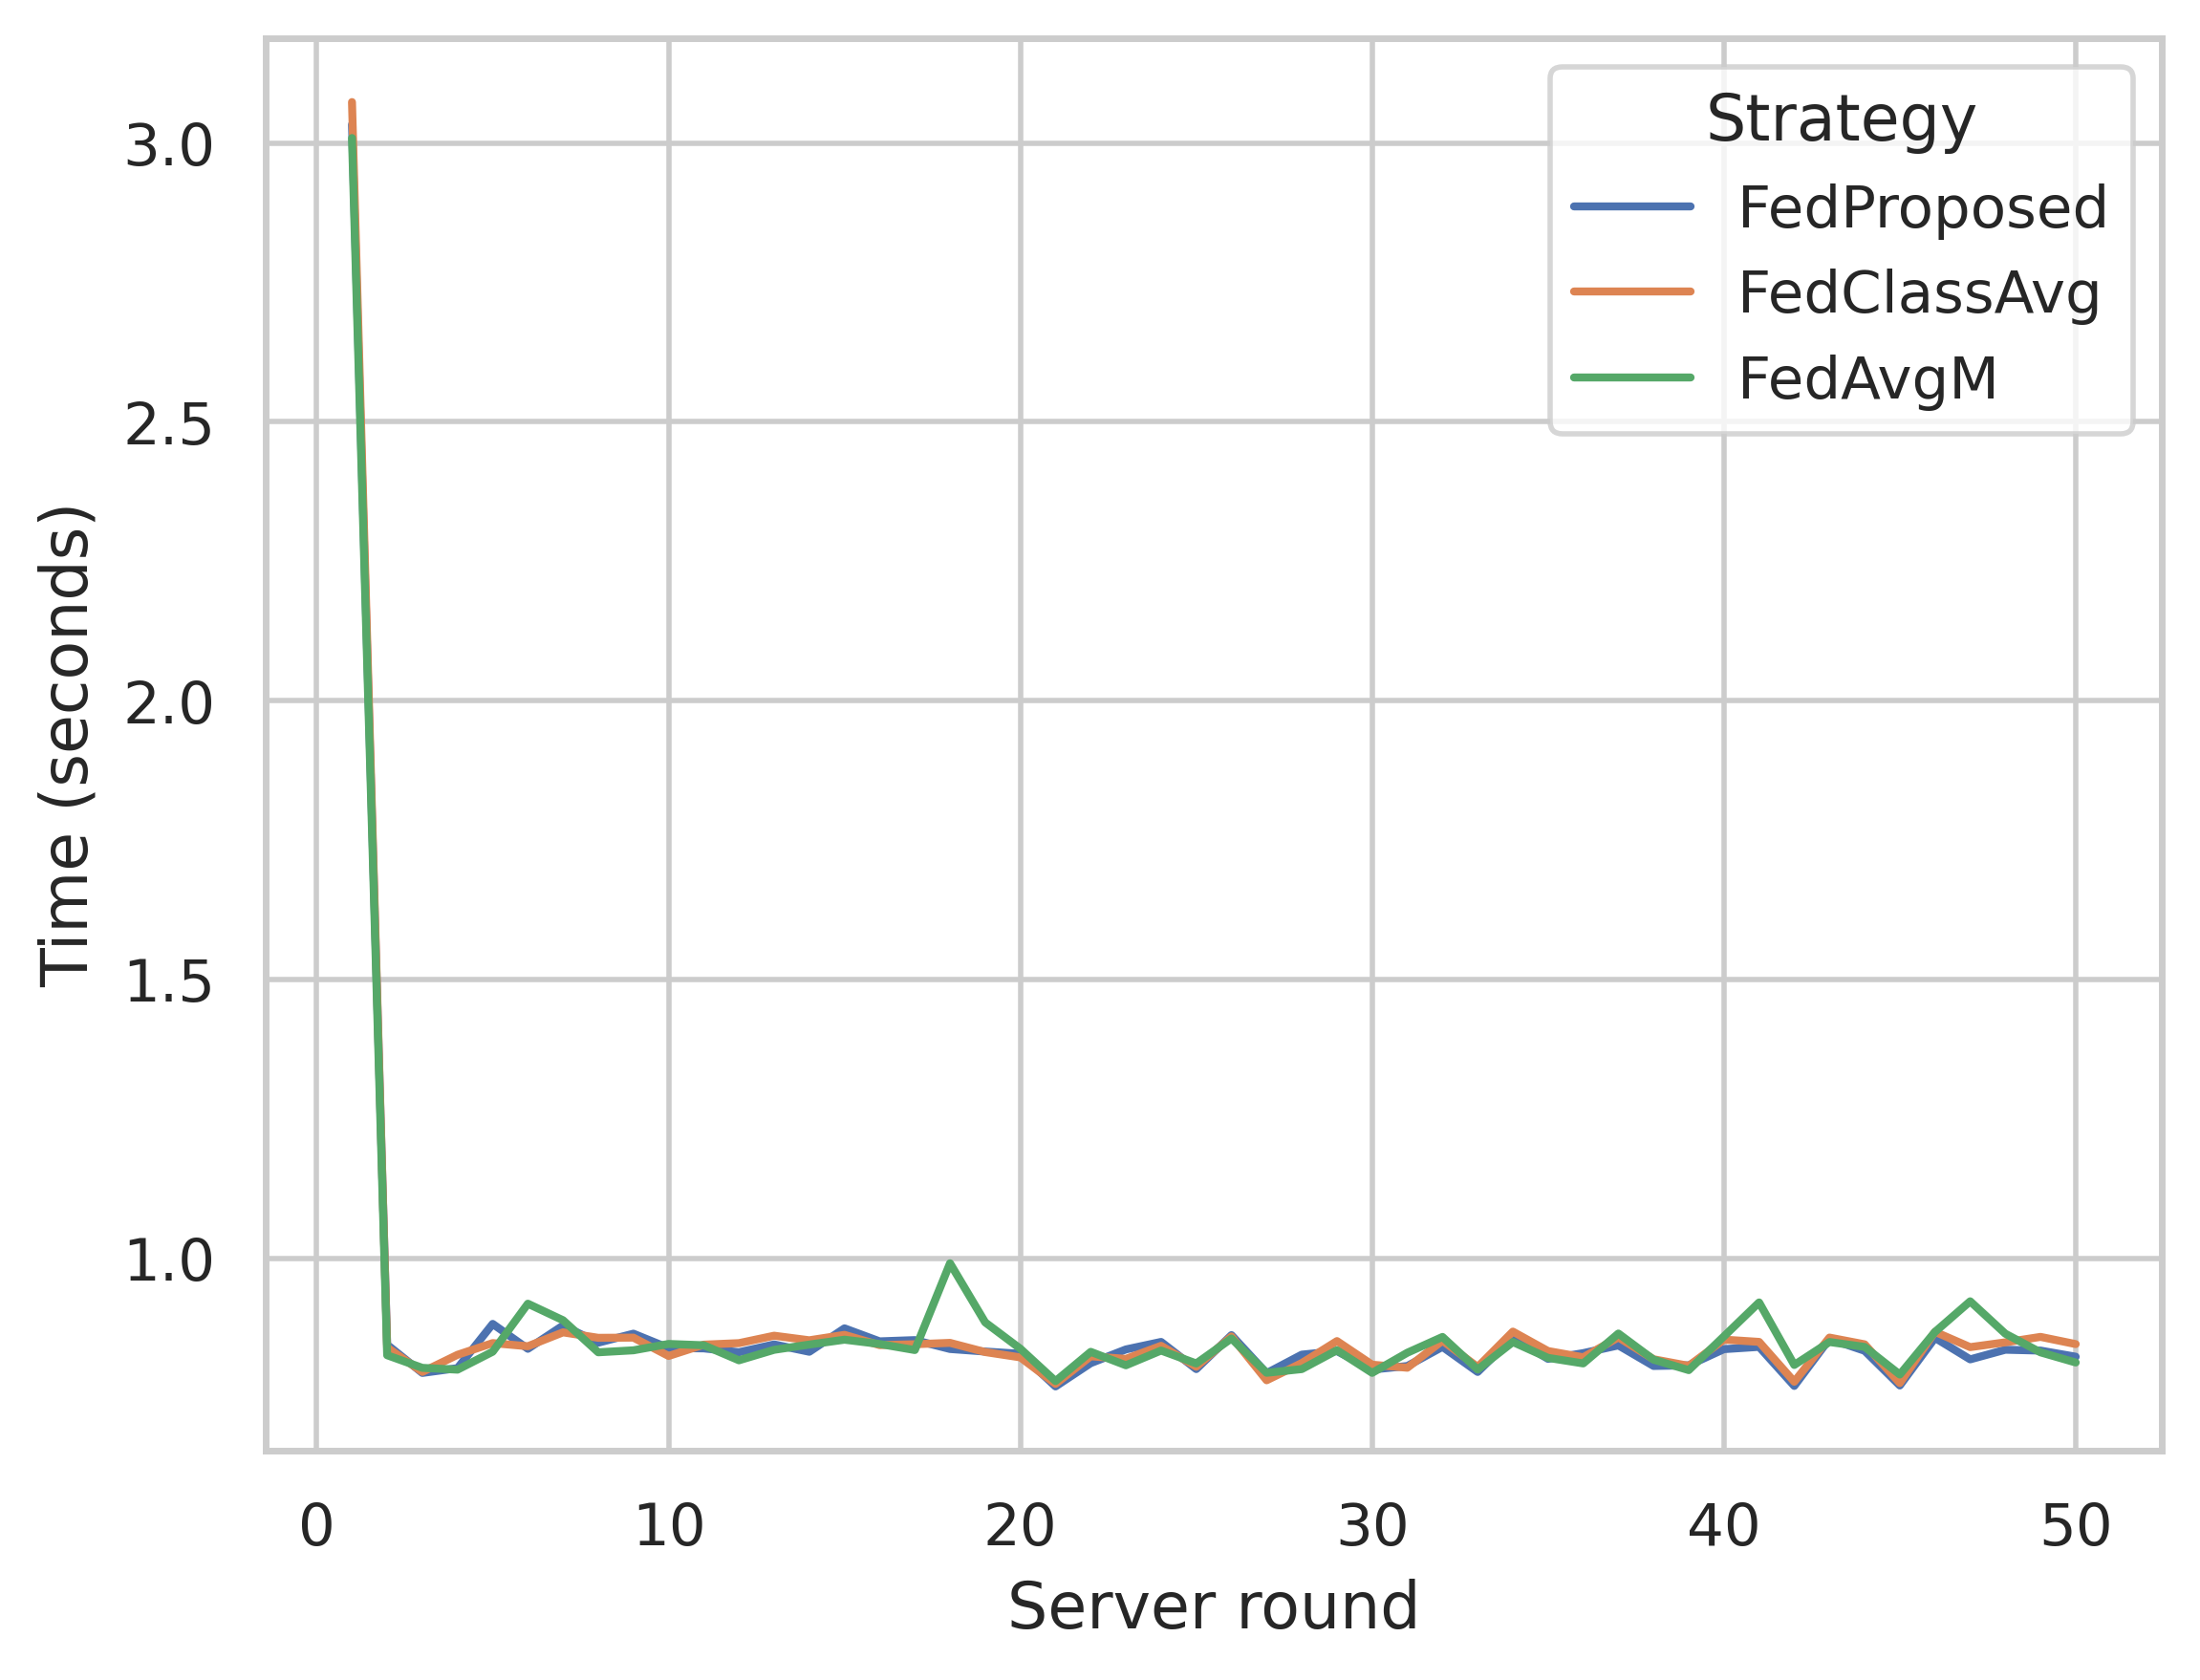 Strategy
FedProposed
FedClassAvg
FedAvgM
3.0
2.5
2.0
1.5
1.0
Time (seconds)
0 10 20 30 40 50
Server round